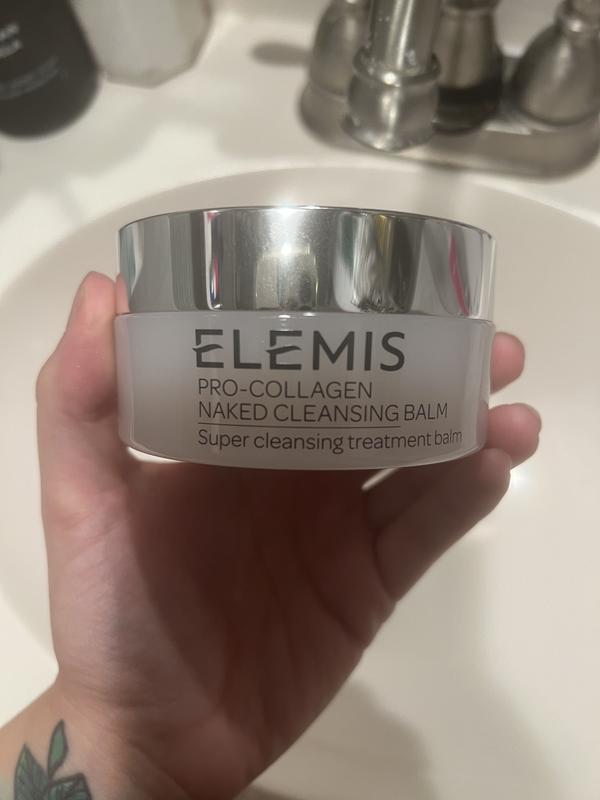 ELEMIS
PRO-COLLAGEN
NAKED CLEANSING BALM
Super cleansing treatment balm